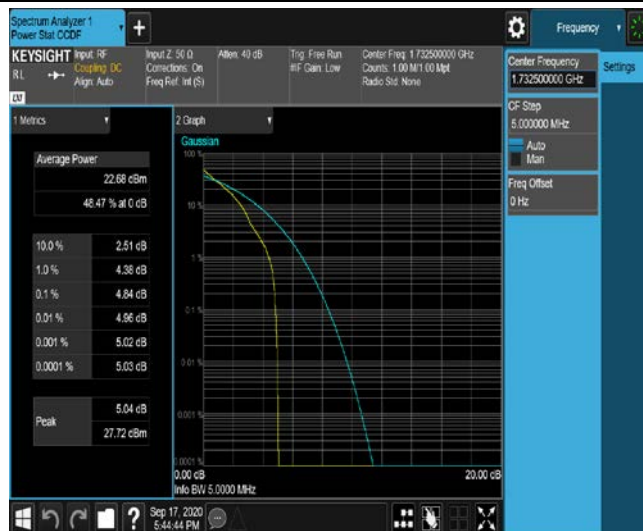 Spectrum Analyzer 1
Power Stat CCDF
+
Frequency
KEYSIGHT
RL
Input: RF
Coupling: DC
Align: Auto
Input Z: 50 Ω
Corrections: On
Freq Ref: Int (S)
Atten: 40 dB
Trig: Free Run
#IF Gain: Low
Center Freq: 1.732500000 GHz
Counts: 1.00 M/1.00 Mpt
Radio Std: None
LXI
Center Frequency
1.732500000 GHz
Settings
CF Step
5.000000 MHz
Auto
Man
Freq Offset
0 Hz
1 Metrics
Average Power
22.68 dBm
48.47 % at 0 dB
10.0 % 2.51 dB
1.0 % 4.38 dB
0.1 % 4.84 dB
0.01 % 4.96 dB
0.001 % 5.02 dB
0.0001 % 5.03 dB
Peak 5.04 dB
27.72 dBm
2 Graph
Gaussian
100 %
10 %
1 %
0.1 %
0.01 %
0.001 %
0.0001 %
0.00 dB
20.00 dB
Info BW 5.0000 MHz
?
Sep 17, 2020
5:44:44 PM